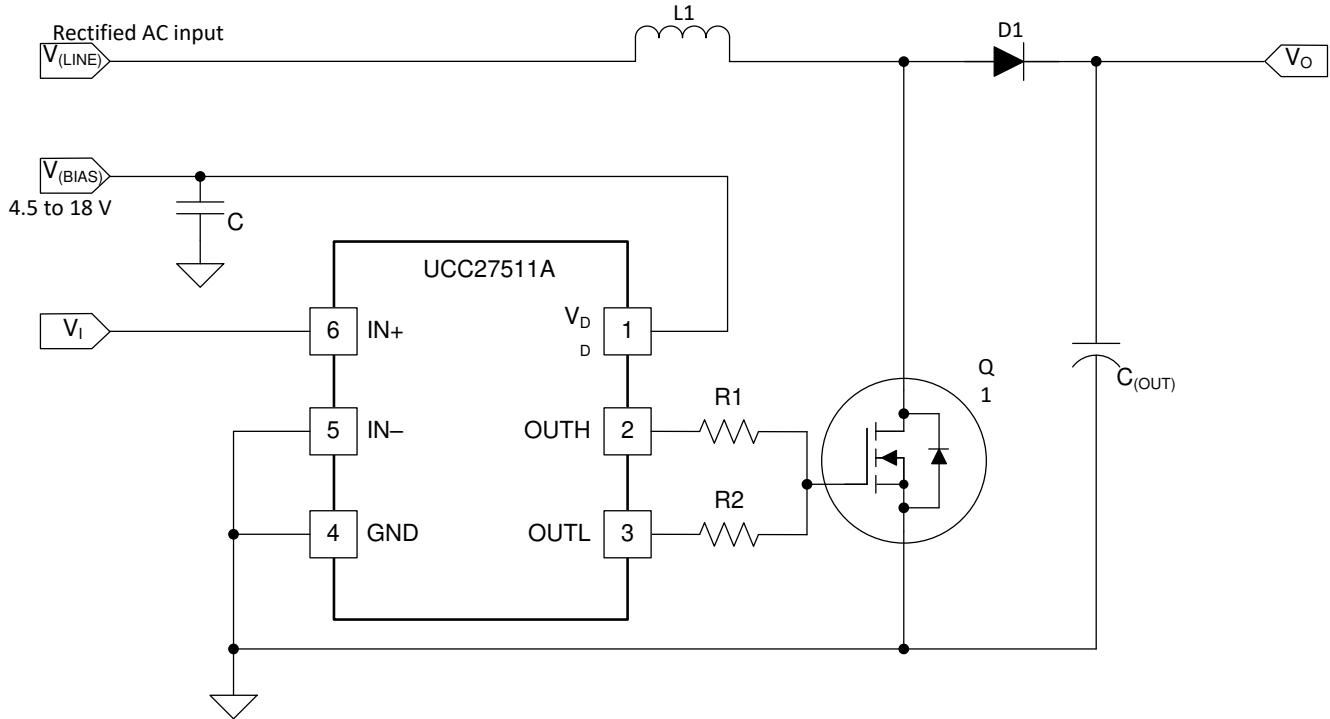 L1
Rectified AC input
D1
V(LINE)
VO
V(BIAS)
4.5 to 18 V
C
UCC27511A
VI
6
IN+
VD
D
1
Q
1
C(OUT)
R1
5
IN–
OUTH
2
R2
4
GND
OUTL
3